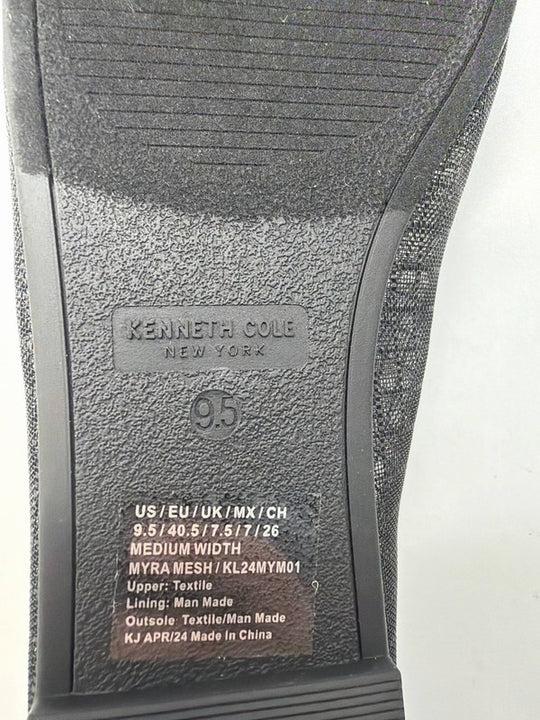 KENNETH COLE
NEW YORK
9.5
US / EU / UK / MX / CH
9.5 / 40.5 / 7.5 / 7 / 26
MEDIUM WIDTH
MYRA MESH / KL24MYM01
Upper: Textile
Lining: Man Made
Outsole Textile/Man Made
KJ APR/24 Made In China